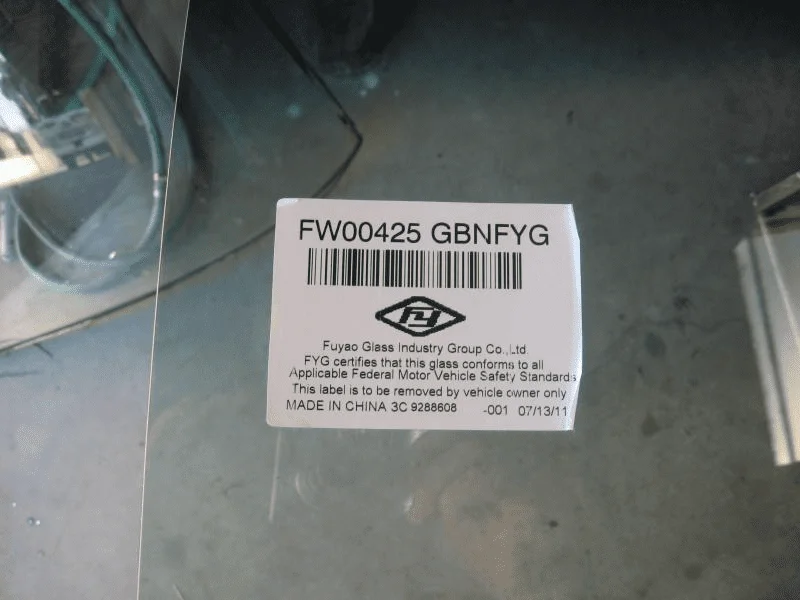 FW00425 GBNFYG
FY
Fuyao Glass Industry Group Co.,Ltd.
FYG certifies that this glass conforms to all
Applicable Federal Motor Vehicle Safety Standards
This label is to be removed by vehicle owner only
MADE IN CHINA 3C 9288608 -001 07/13/11